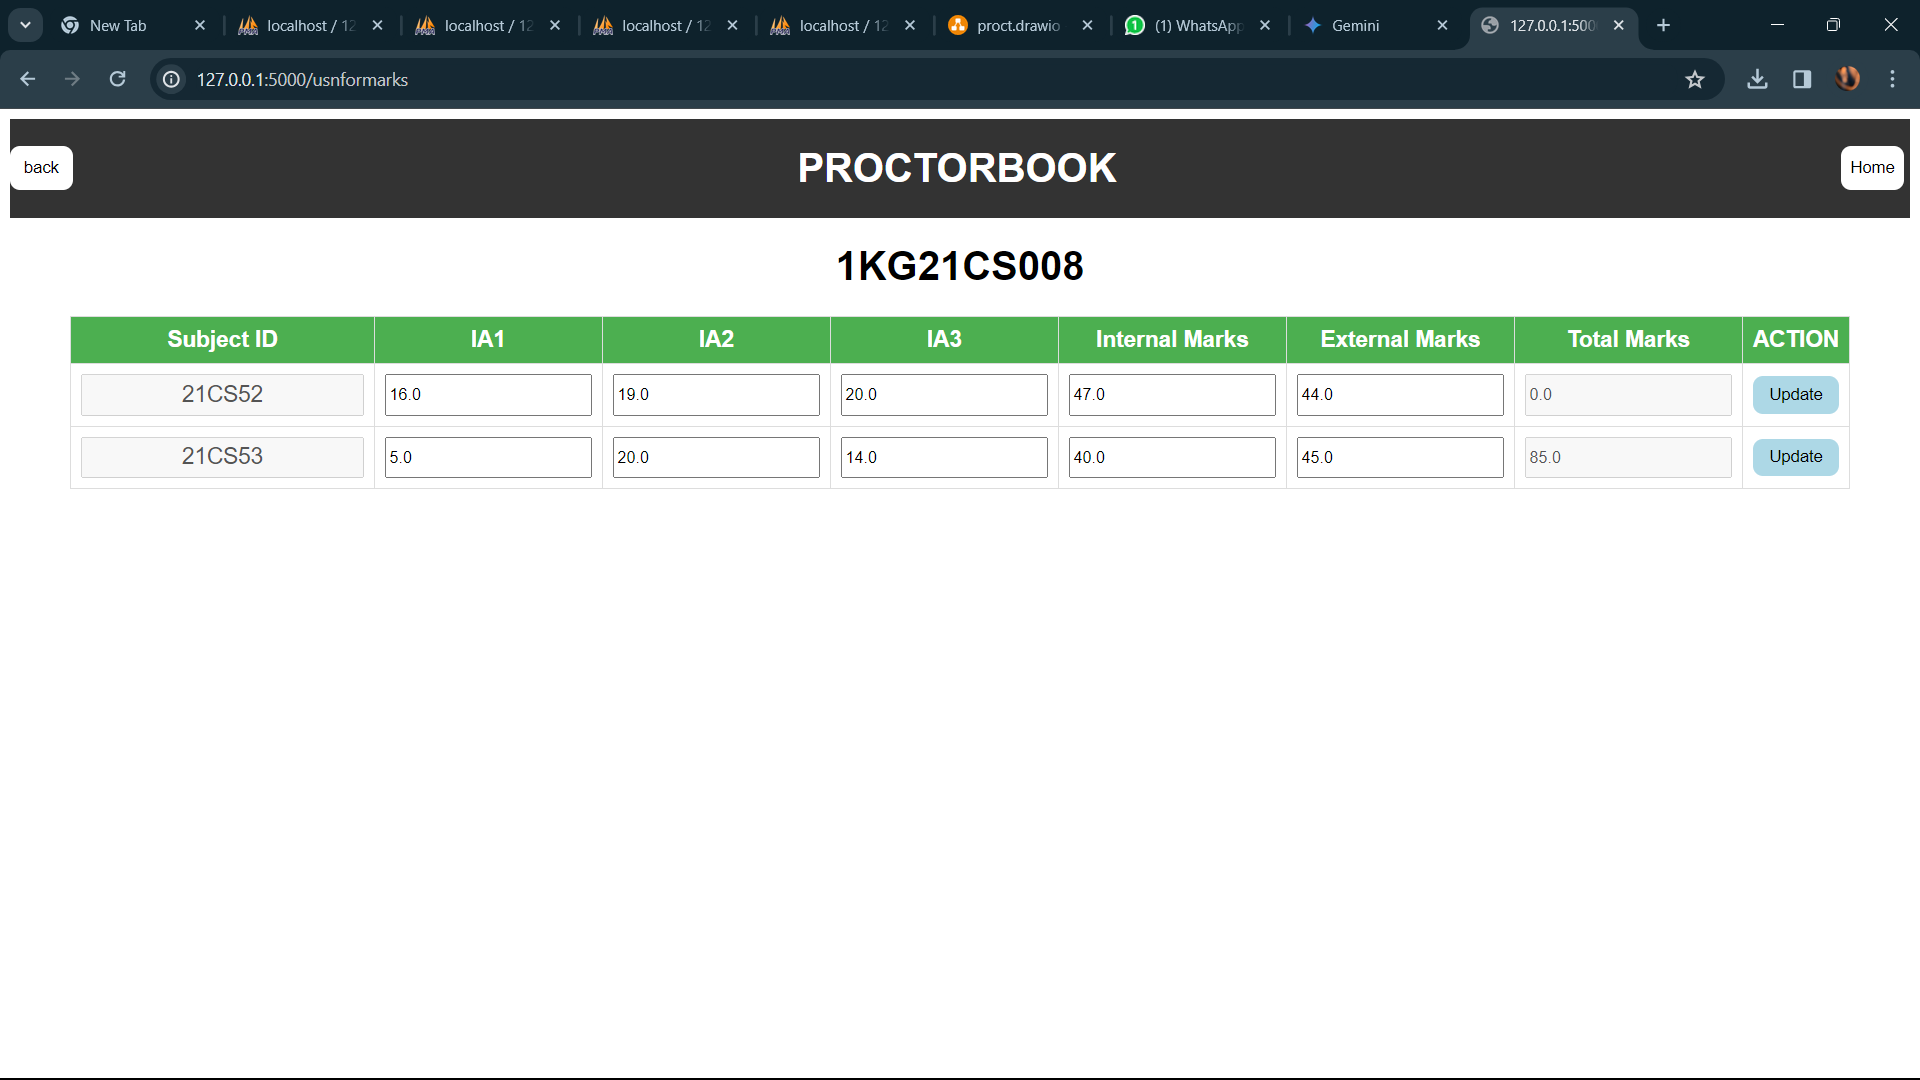 New Tab
localhost / 12
localhost / 12
localhost / 12
localhost / 12
proct.drawio
(1) WhatsApp
Gemini
127.0.0.1:500
127.0.0.1:5000/usnformarks
back
PROCTORBOOK
Home
1KG21CS008
Subject ID IA1 IA2 IA3 Internal Marks External Marks Total Marks ACTION
21CS52 16.0 19.0 20.0 47.0 44.0 0.0 Update
21CS53 5.0 20.0 14.0 40.0 45.0 85.0 Update